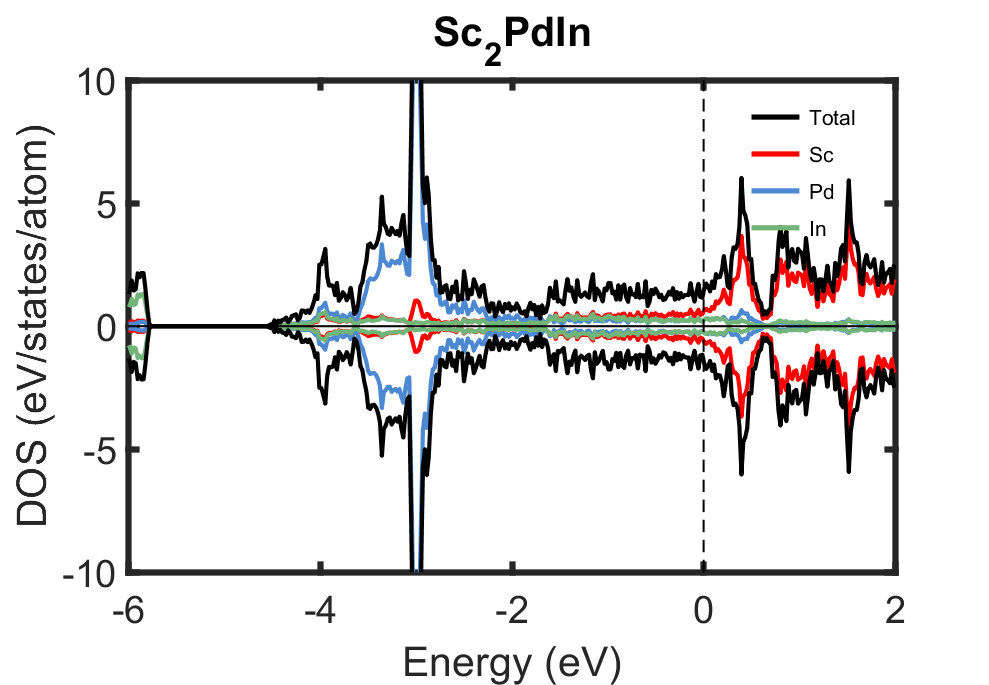 Sc2PdIn
10
5
0
-5
-10
-6
-4
-2
0
2
DOS (eV/states/atom)
Energy (eV)
Total
Sc
Pd
In